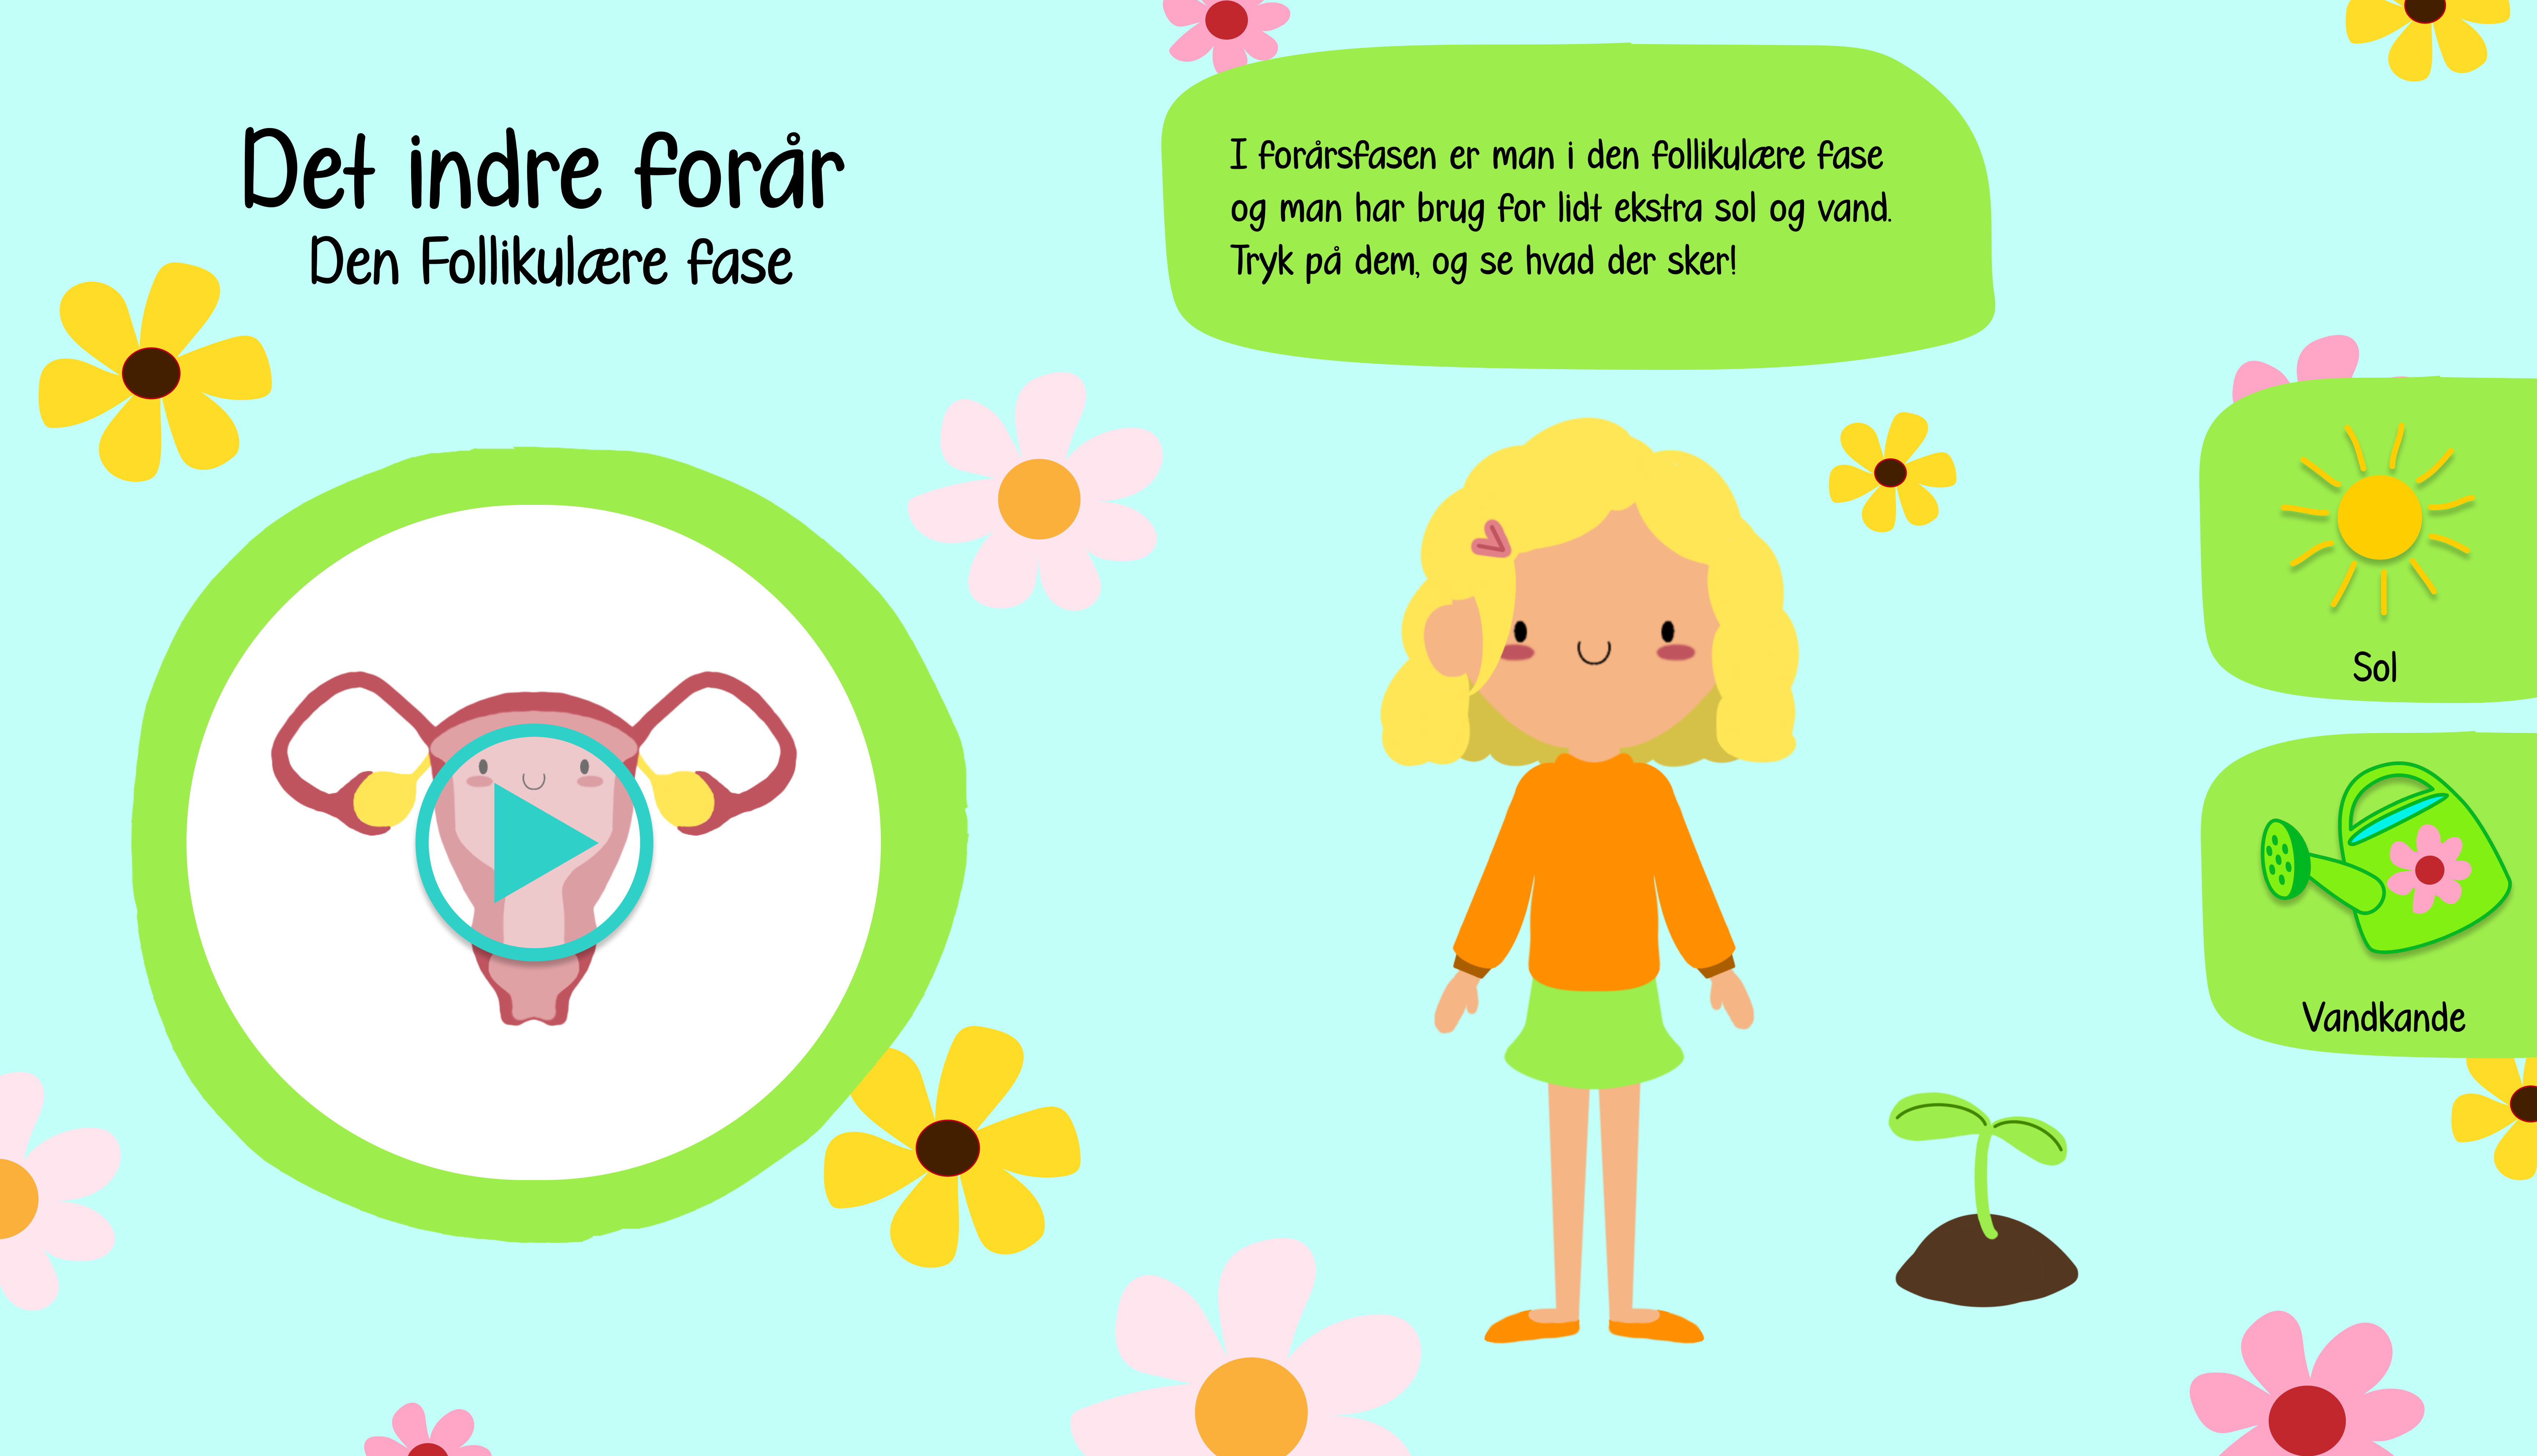 Det indre forår
Den Follikulære fase
I forårsfasen er man i den follikulære fase
og man har brug for lidt ekstra sol og vand.
Tryk på dem, og se hvad der sker!
Sol
Vandkande